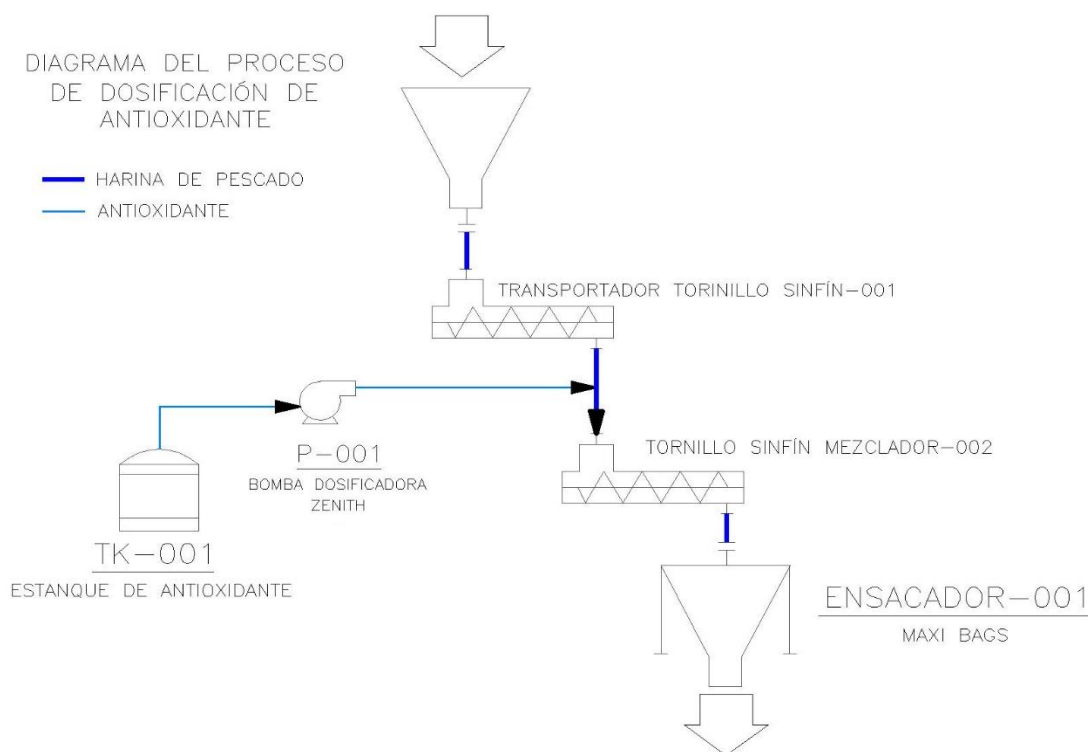 DIAGRAMA DEL PROCESO
DE DOSIFICACIÓN DE
ANTIOXIDANTE
HARINA DE PESCADO
ANTIOXIDANTE
TRANSPORTADOR TORINILLO SINFÍN-001
TORNILLO SINFÍN MEZCLADOR-002
P-001
BOMBA DOSIFICADORA
ZENITH
TK-001
ESTANQUE DE ANTIOXIDANTE
ENSACADOR-001
MAXI BAGS